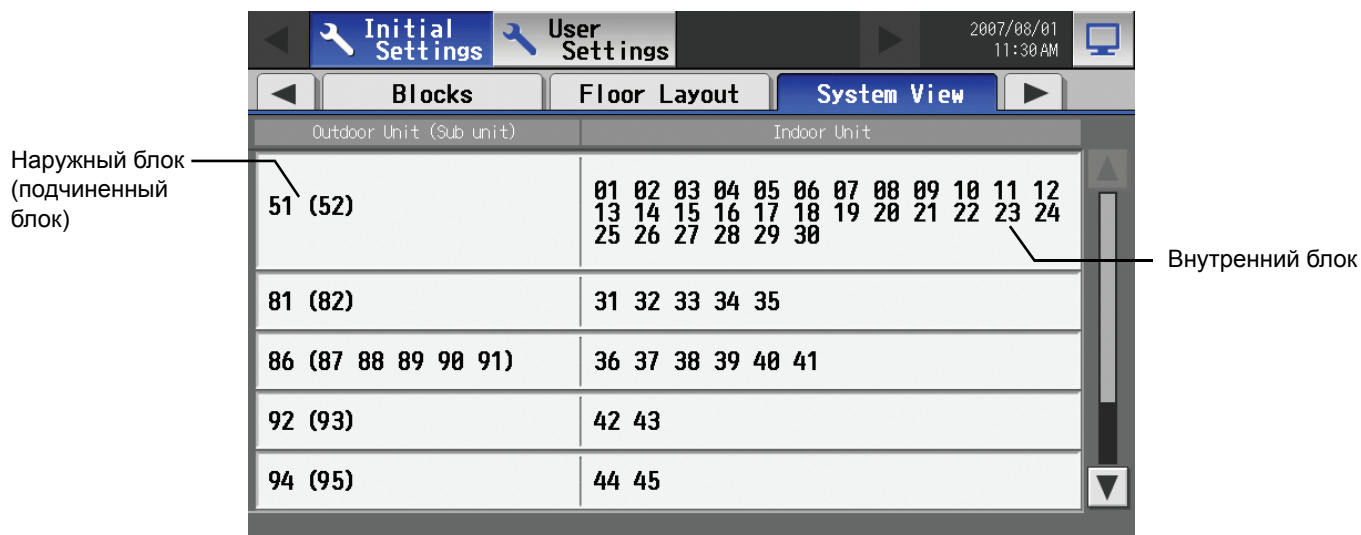 Initial
Settings
User
Settings
2007/08/01
11:30 AM
Blocks
Floor Layout
System View
Outdoor Unit (Sub unit)
Indoor Unit
Наружный блок
(подчиненный
блок)
51 (52)
01 02 03 04 05 06 07 08 09 10 11 12
13 14 15 16 17 18 19 20 21 22 23 24
25 26 27 28 29 30
Внутренний блок
81 (82)
31 32 33 34 35
86 (87 88 89 90 91)
36 37 38 39 40 41
92 (93)
42 43
94 (95)
44 45